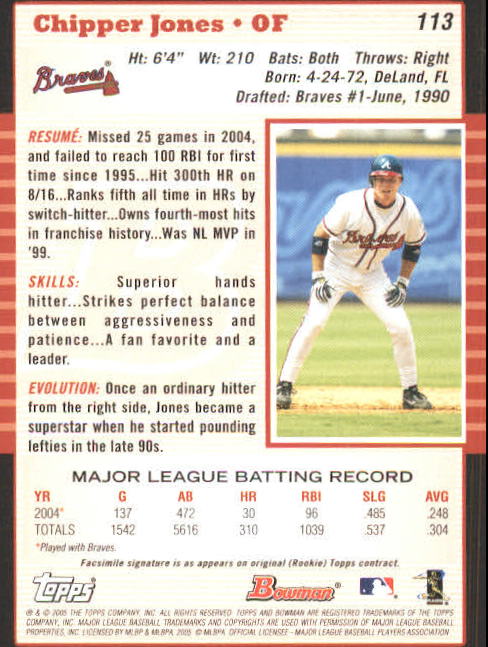 Chipper Jones • OF 113
Braves
Ht: 6'4" Wt: 210 Bats: Both Throws: Right
Born: 4-24-72, DeLand, FL
Drafted: Braves #1-June, 1990
RESUMÉ: Missed 25 games in 2004,
and failed to reach 100 RBI for first
time since 1995...Hit 300th HR on
8/16...Ranks fifth all time in HRs by
switch-hitter...Owns fourth-most hits
in franchise history...Was NL MVP in
'99.
SKILLS: Superior hands
hitter...Strikes perfect balance
between aggressiveness and
patience...A fan favorite and a
leader.
EVOLUTION: Once an ordinary hitter
from the right side, Jones became a
superstar when he started pounding
lefties in the late 90s.
Braves
MAJOR LEAGUE BATTING RECORD
YR G AB HR RBI SLG AVG
2004* 137 472 30 96 .485 .248
TOTALS 1542 5616 310 1039 .537 .304
*Played with Braves.
Facsimile signature is as appears on original (Rookie) Topps contract.
Topps Bowman
® & © 2005 THE TOPPS COMPANY, INC. ALL RIGHTS RESERVED. TOPPS AND BOWMAN ARE REGISTERED TRADEMARKS OF THE TOPPS
COMPANY, INC. MAJOR LEAGUE BASEBALL TRADEMARKS AND COPYRIGHTS ARE USED WITH PERMISSION OF MAJOR LEAGUE BASEBALL
PROPERTIES, INC. LICENSED BY MLBP & MLBPA 2005 © MLBPA OFFICIAL LICENSEE - MAJOR LEAGUE BASEBALL PLAYERS ASSOCIATION